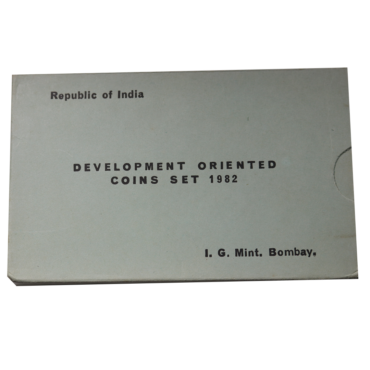 Republic of India
DEVELOPMENT ORIENTED
COINS SET 1982
I. G. Mint. Bombay.